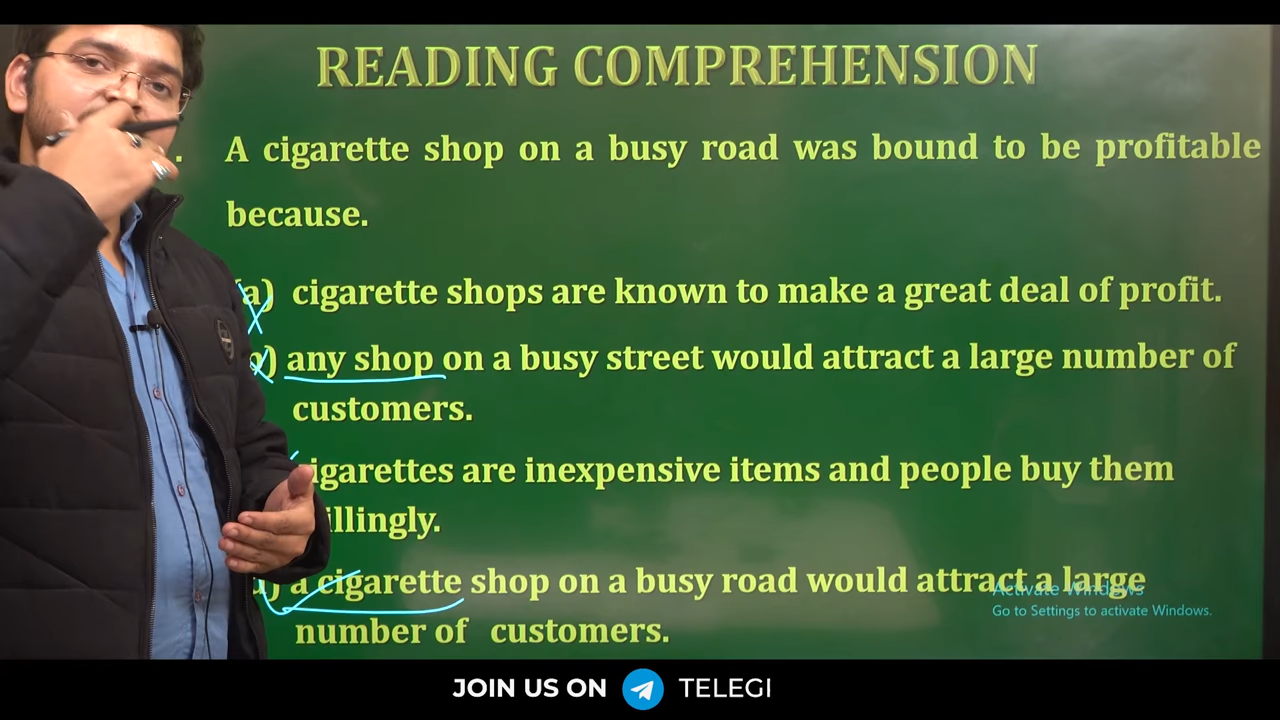 READING COMPREHENSION
. A cigarette shop on a busy road was bound to be profitable
because.
a) cigarette shops are known to make a great deal of profit.
) any shop on a busy street would attract a large number of
customers.
igarettes are inexpensive items and people buy them
illingly.
) a cigarette shop on a busy road would attract a large
number of customers.
Activate Windows
Go to Settings to activate Windows.
JOIN US ON TELEGI